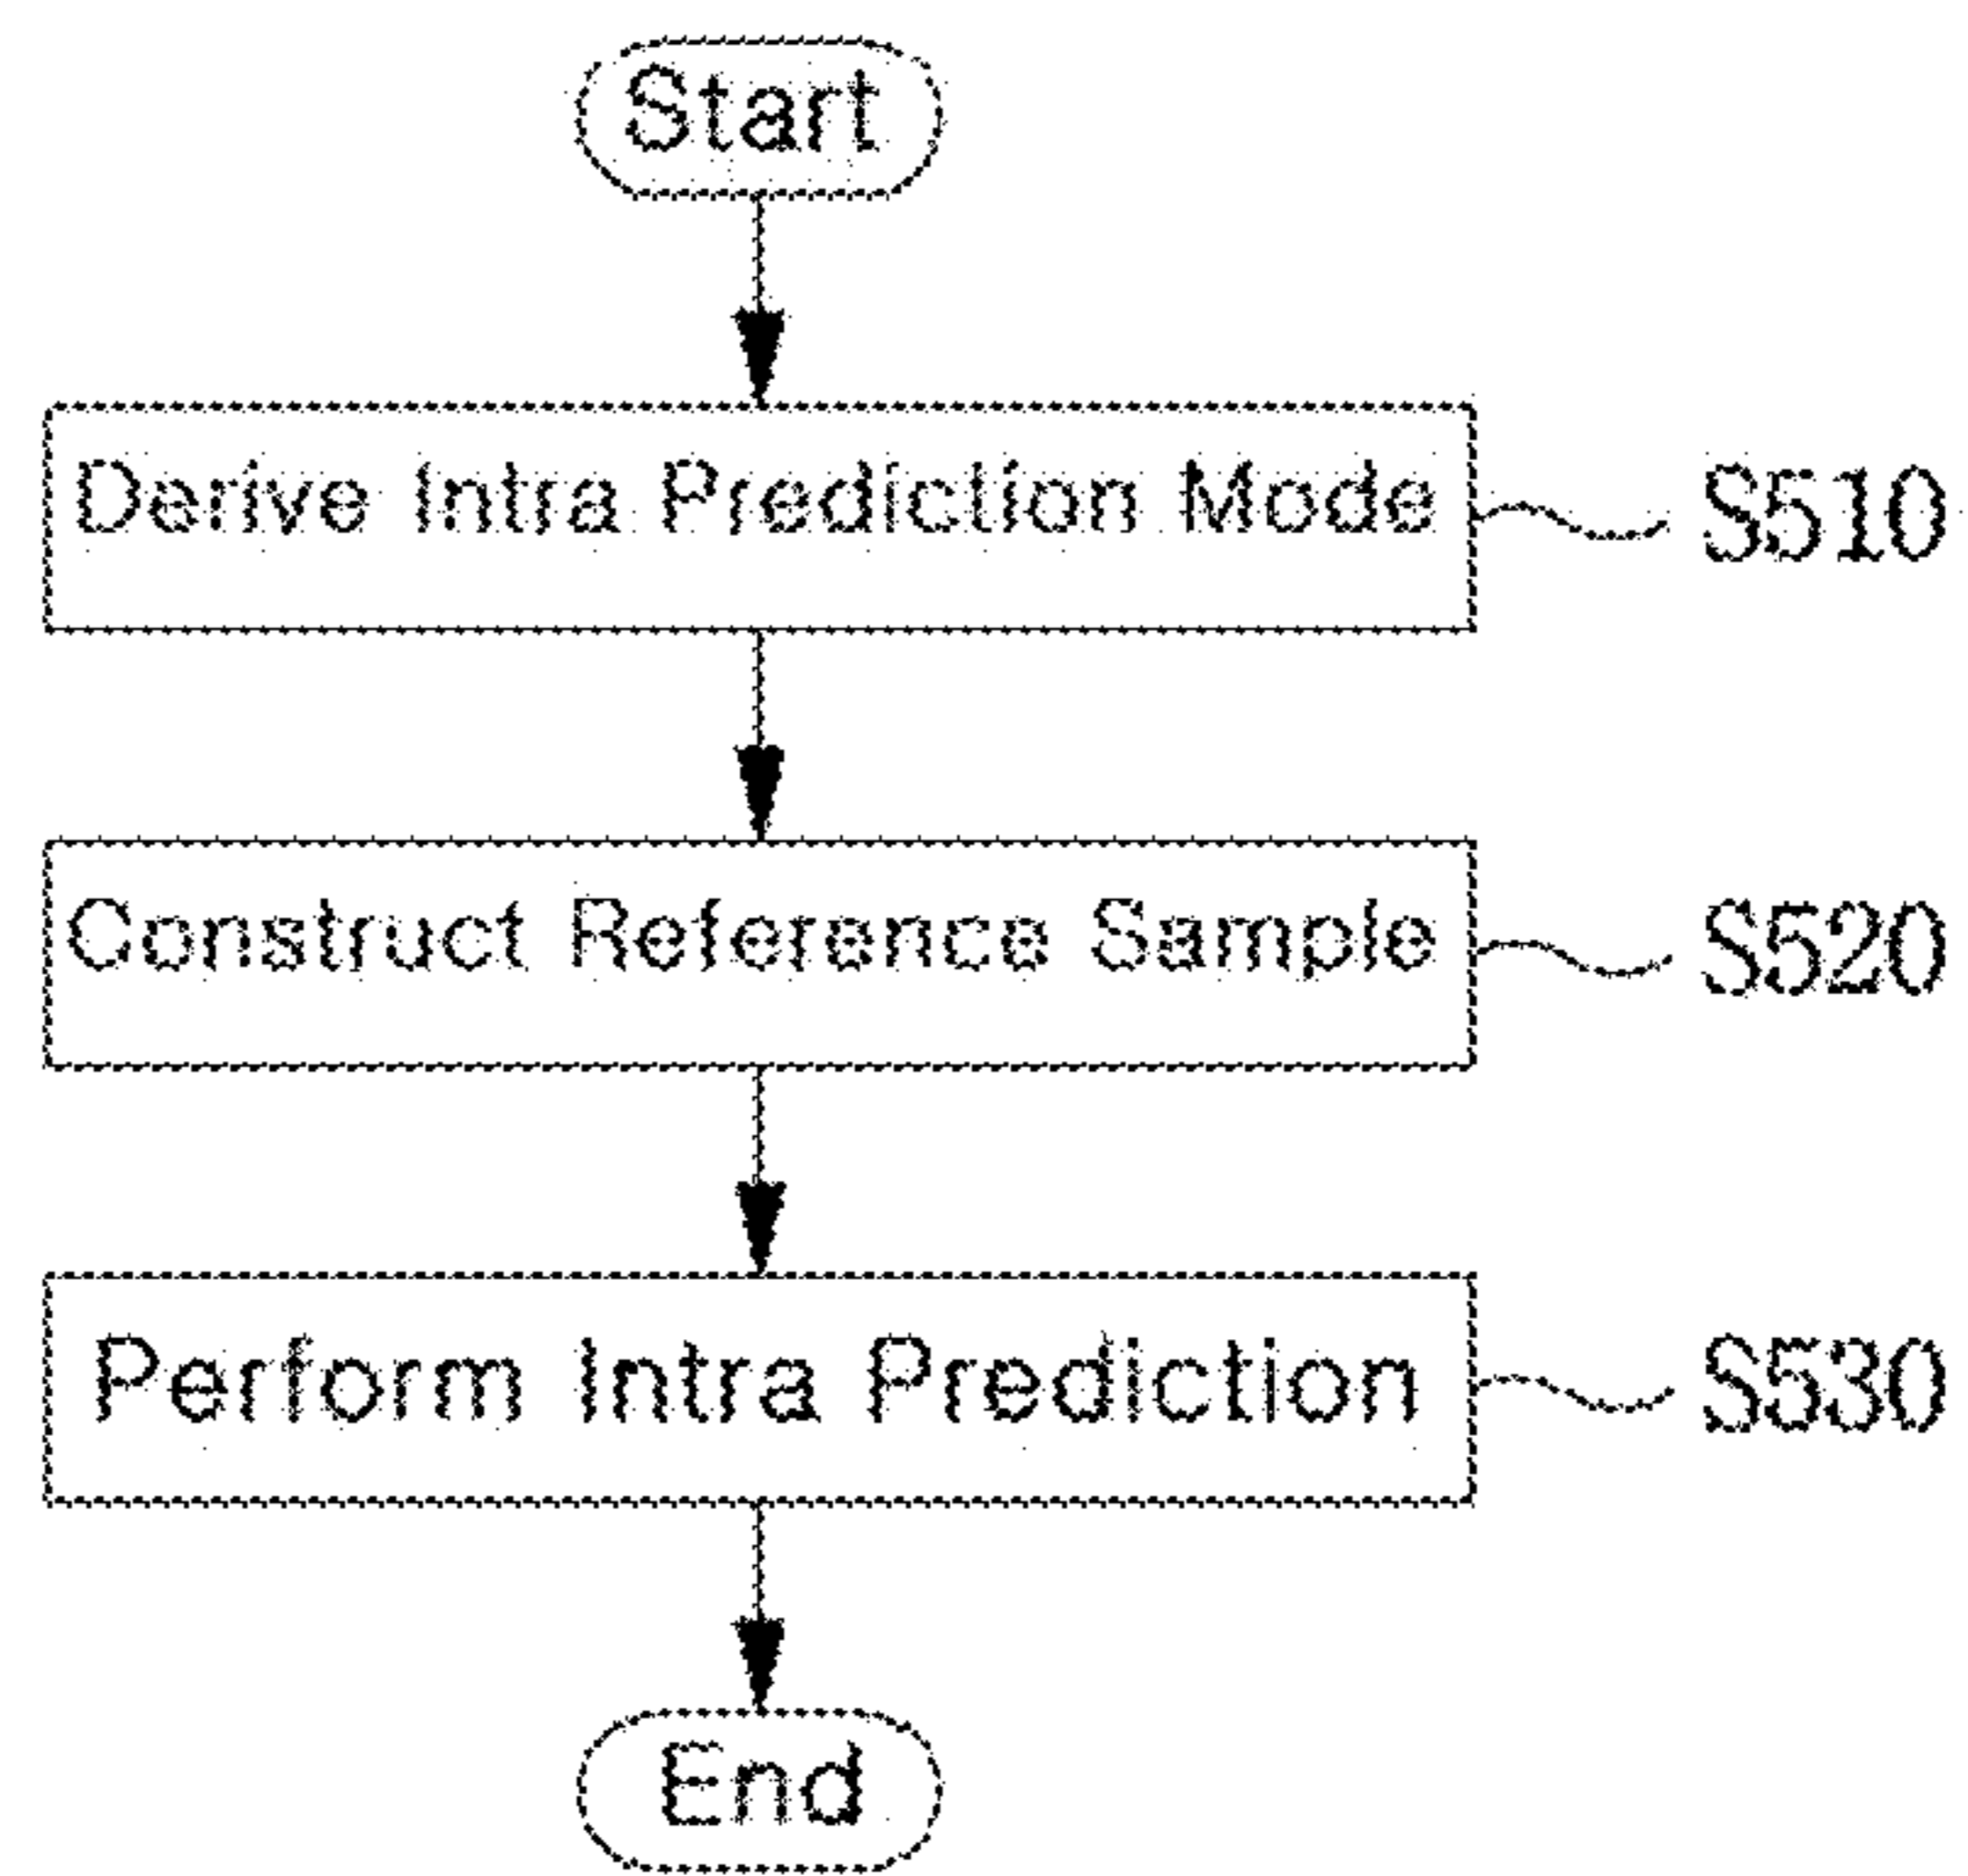 Start
Derive Intra Prediction Mode
S510
Construct Reference Sample
S520
Perform Intra Prediction
S530
End